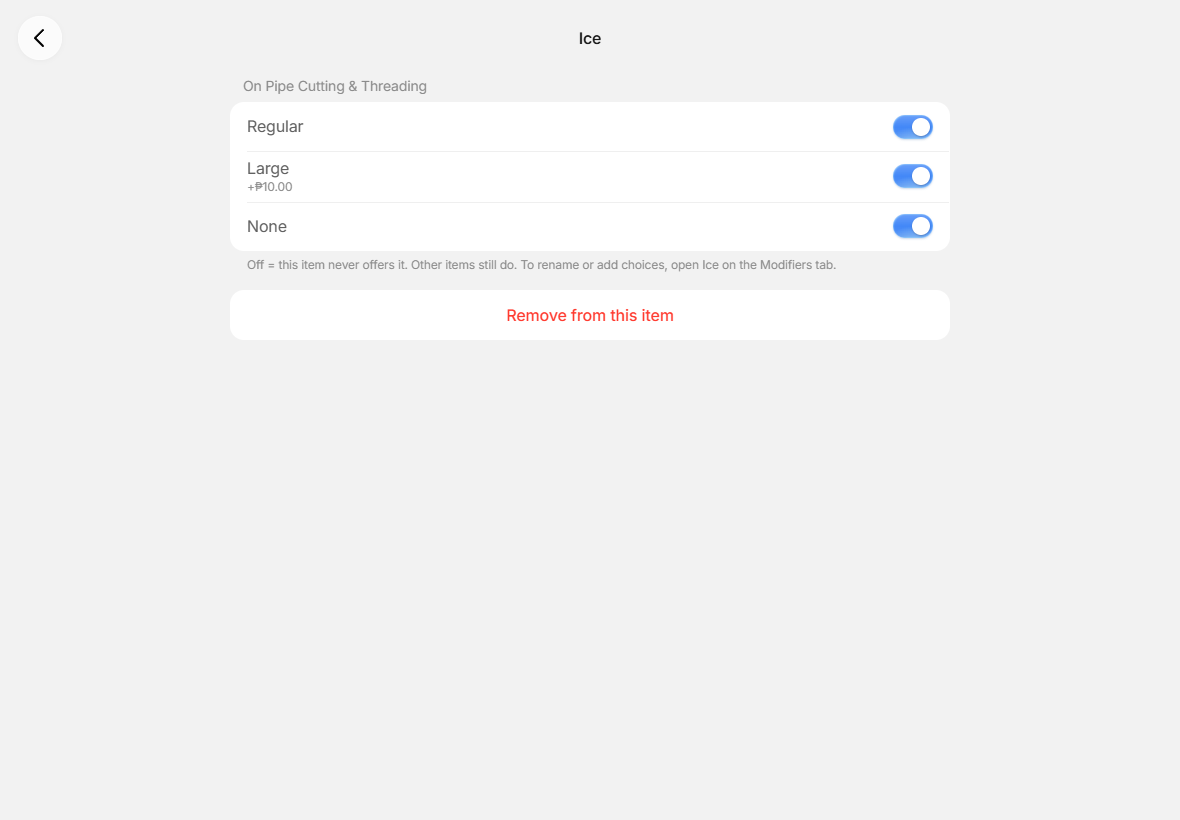 Ice
On Pipe Cutting & Threading
Regular
Large
+₱10.00
None
Off = this item never offers it. Other items still do. To rename or add choices, open Ice on the Modifiers tab.
Remove from this item